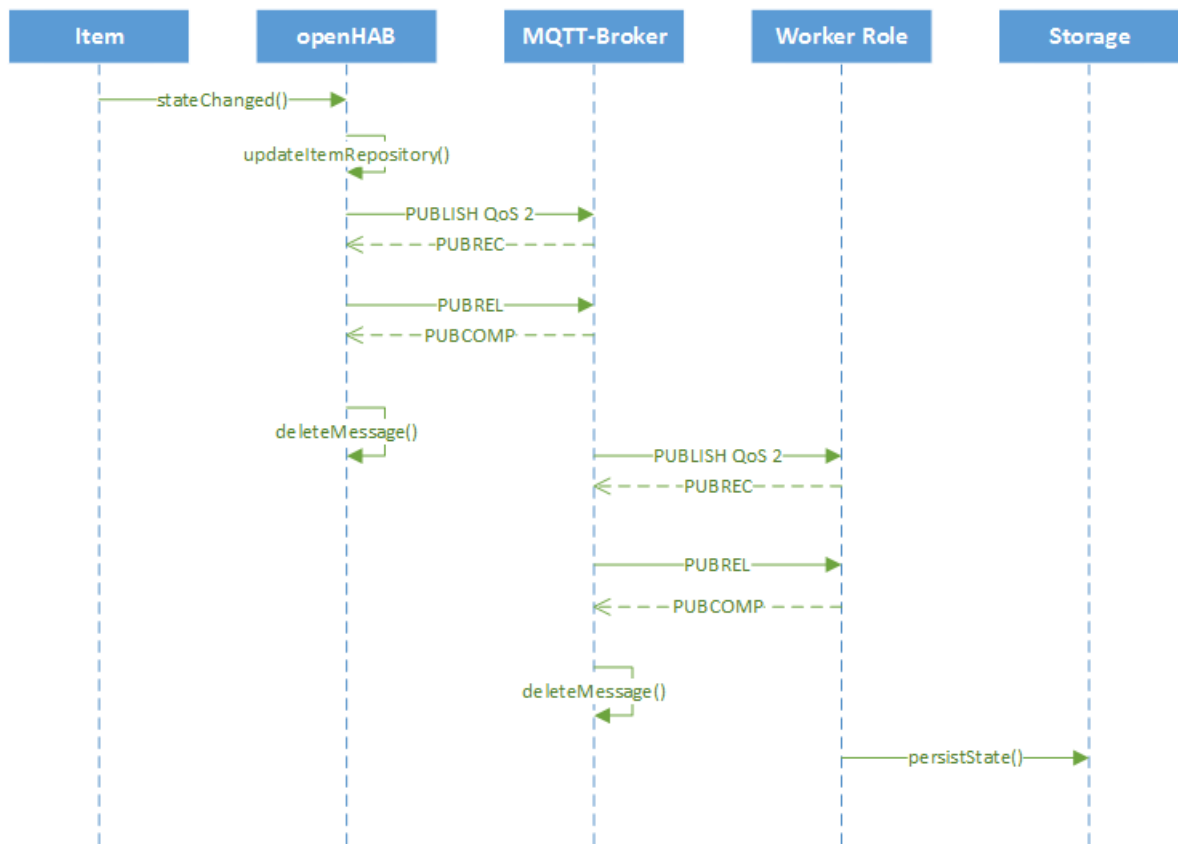 Item
openHAB
MQTT-Broker
Worker Role
Storage
stateChanged()
updateItemRepository()
PUBLISH QoS 2
PUBREC
PUBREL
PUBCOMP
deleteMessage()
PUBLISH QoS 2
PUBREC
PUBREL
PUBCOMP
deleteMessage()
persistState()